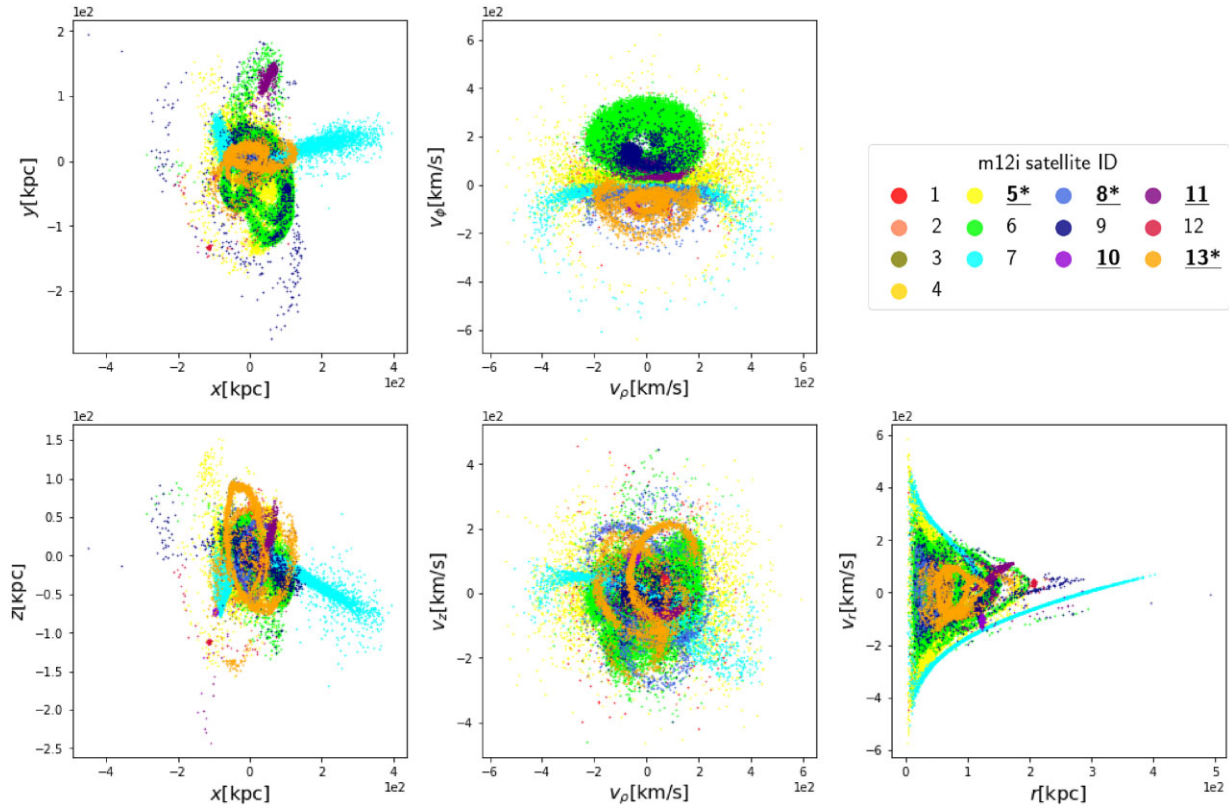 1e2
2
1
0
−1
−2
y[kpc]
−4 −2 0 2 4
1e2
x[kpc]
1e2
6
4
2
0
−2
−4
−6
vϕ[km/s]
−6 −4 −2 0 2 4 6
1e2
vρ[km/s]
m12i satellite ID
1 5* 8* 11
2 6 9 12
3 7 10 13*
4
1e2
1.5
1.0
0.5
0.0
−0.5
−1.0
−1.5
−2.0
−2.5
z[kpc]
−4 −2 0 2 4
1e2
x[kpc]
1e2
4
2
0
−2
−4
vz[km/s]
−6 −4 −2 0 2 4 6
1e2
vρ[km/s]
1e2
6
4
2
0
−2
−4
−6
vr[km/s]
0 1 2 3 4 5
1e2
r[kpc]